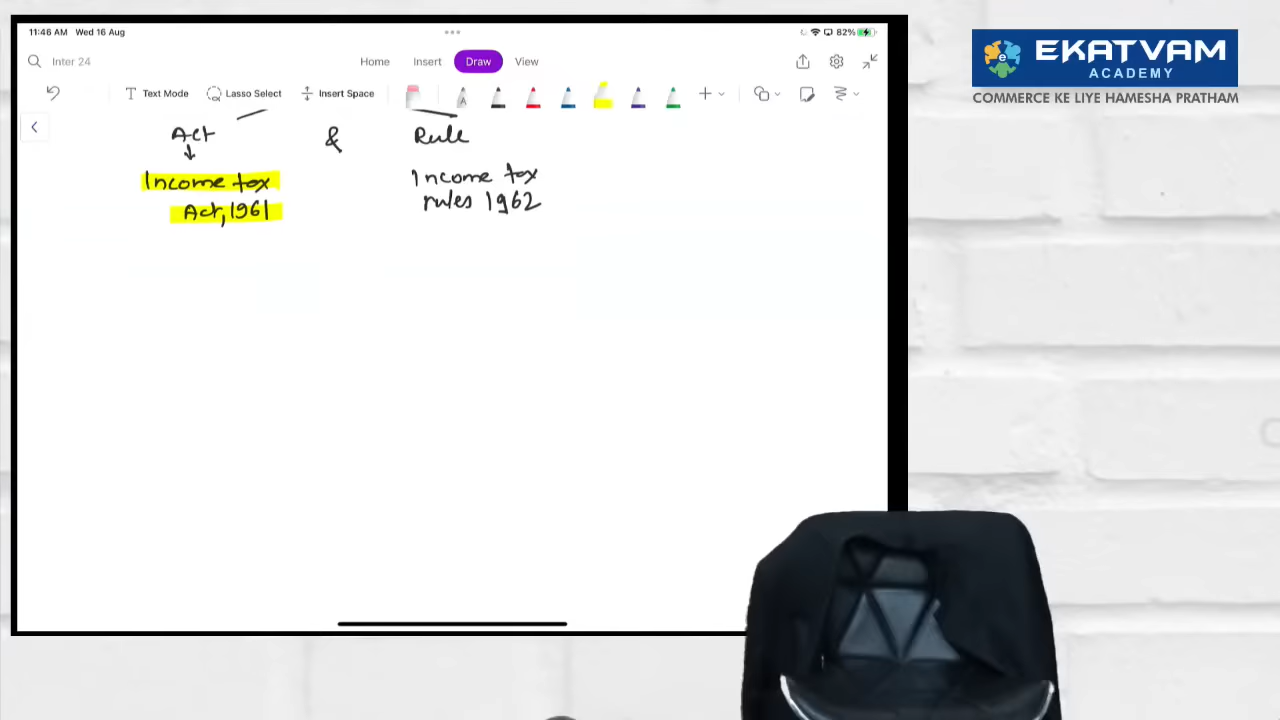 11:46 AM Wed 16 Aug
82%
Inter 24
Home Insert Draw View
Text Mode Lasso Select Insert Space
Act & Rule
Income tax
Act, 1961
Income tax
rules 1962
EKATVAM
ACADEMY
COMMERCE KE LIYE HAMESHA PRATHAM